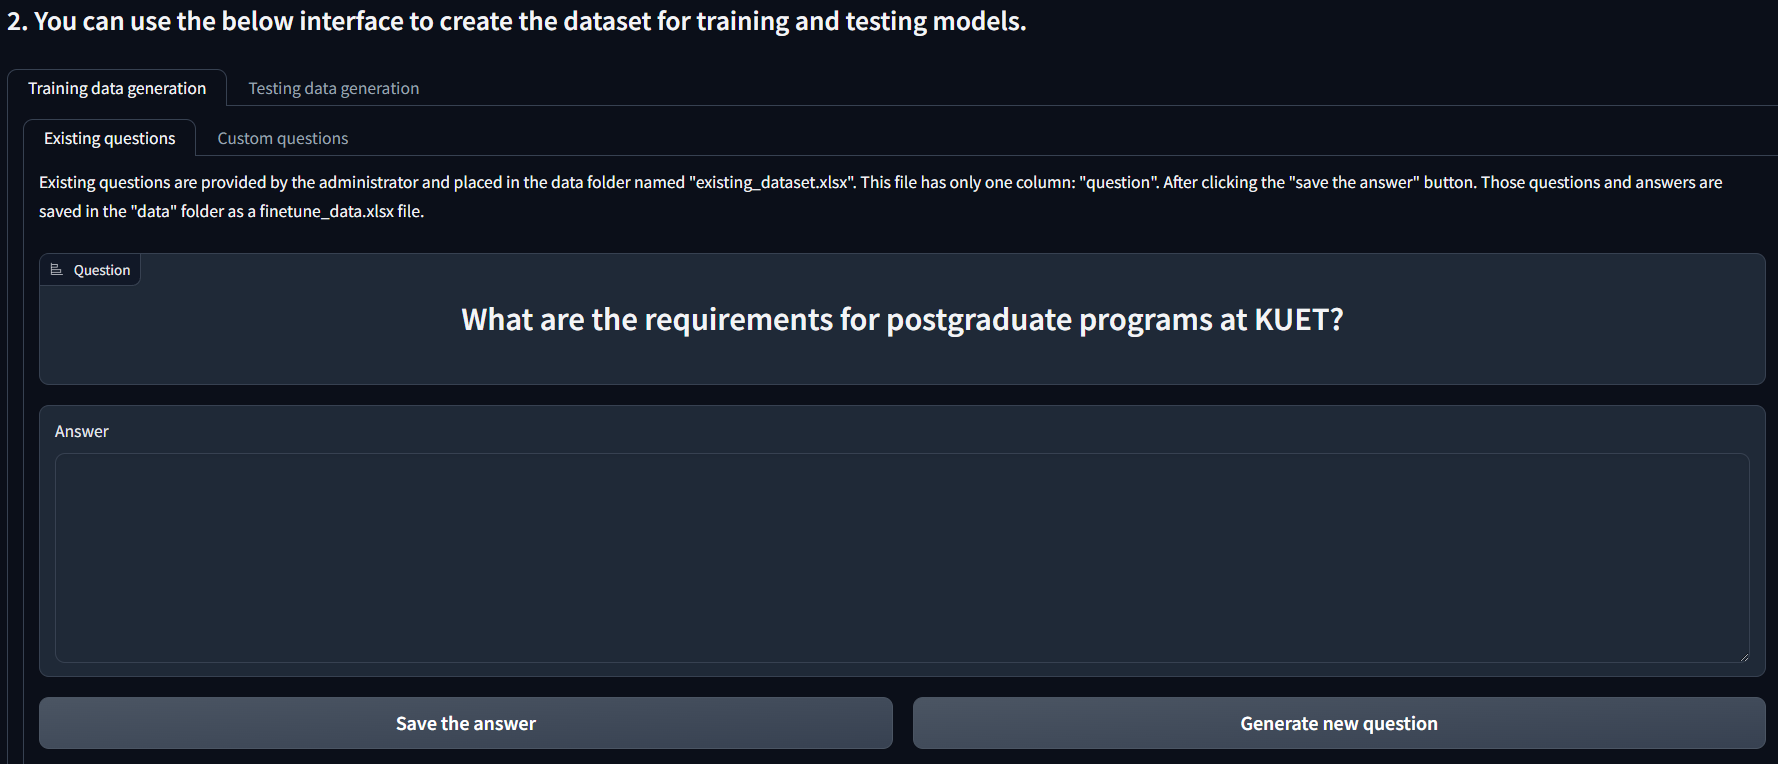 2. You can use the below interface to create the dataset for training and testing models.
Training data generation
Testing data generation
Existing questions
Custom questions
Existing questions are provided by the administrator and placed in the data folder named "existing_dataset.xlsx". This file has only one column: "question". After clicking the "save the answer" button. Those questions and answers are
saved in the "data" folder as a finetune_data.xlsx file.
Question
What are the requirements for postgraduate programs at KUET?
Answer
Save the answer
Generate new question